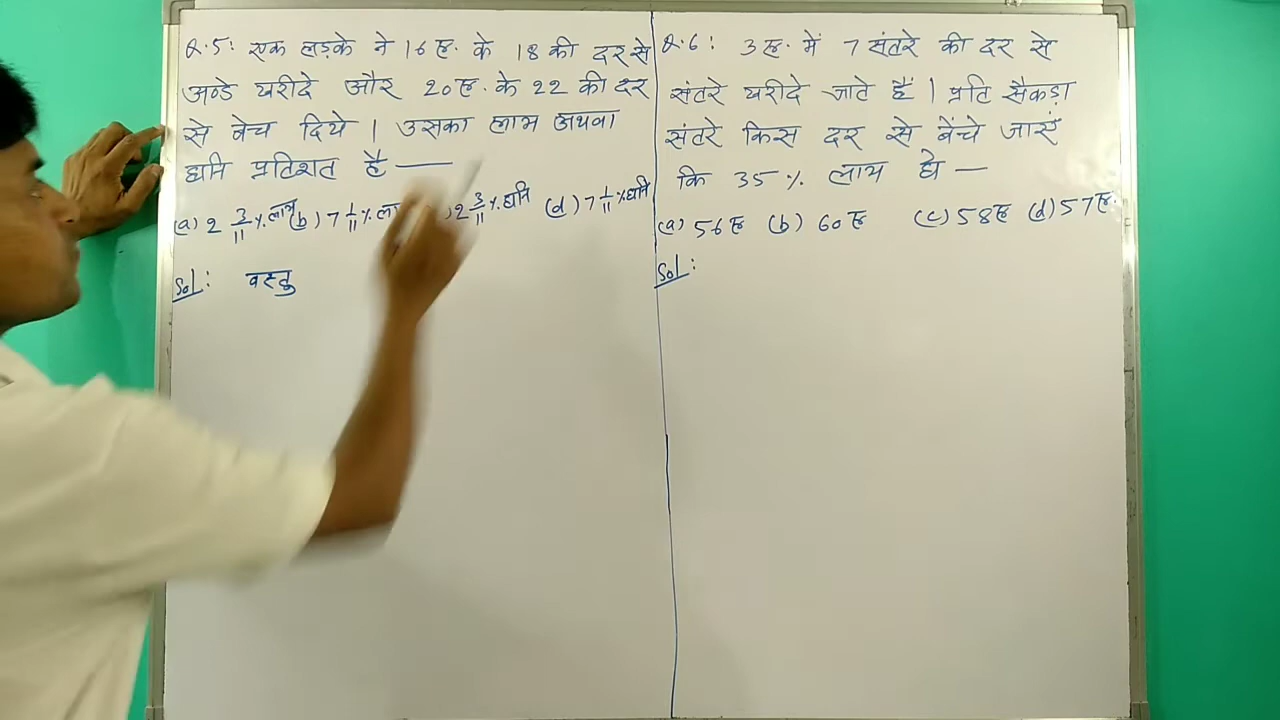 Q.5: एक लड़के ने 16 रु. के 18 की दर से
अण्डे खरीदे और 20 रु. के 22 की दर
से बेच दिये । उसका लाभ अथवा
हानि प्रतिशत है —
(a) 2 3/11 % लाभ (b) 7 1/11 % ) 2 3/11 % हानि (d) 7 1/11 % हानि
Sol: वस्तु
Q.6: 3 रु. में 7 संतरे की दर से
संतरे खरीदे जाते हैं । प्रति सैकड़ा
संतरे किस दर से बेंचे जाएं
कि 35 % लाभ हो —
(a) 56 रु (b) 60 रु (c) 58 रु (d) 57 रु.
Sol: